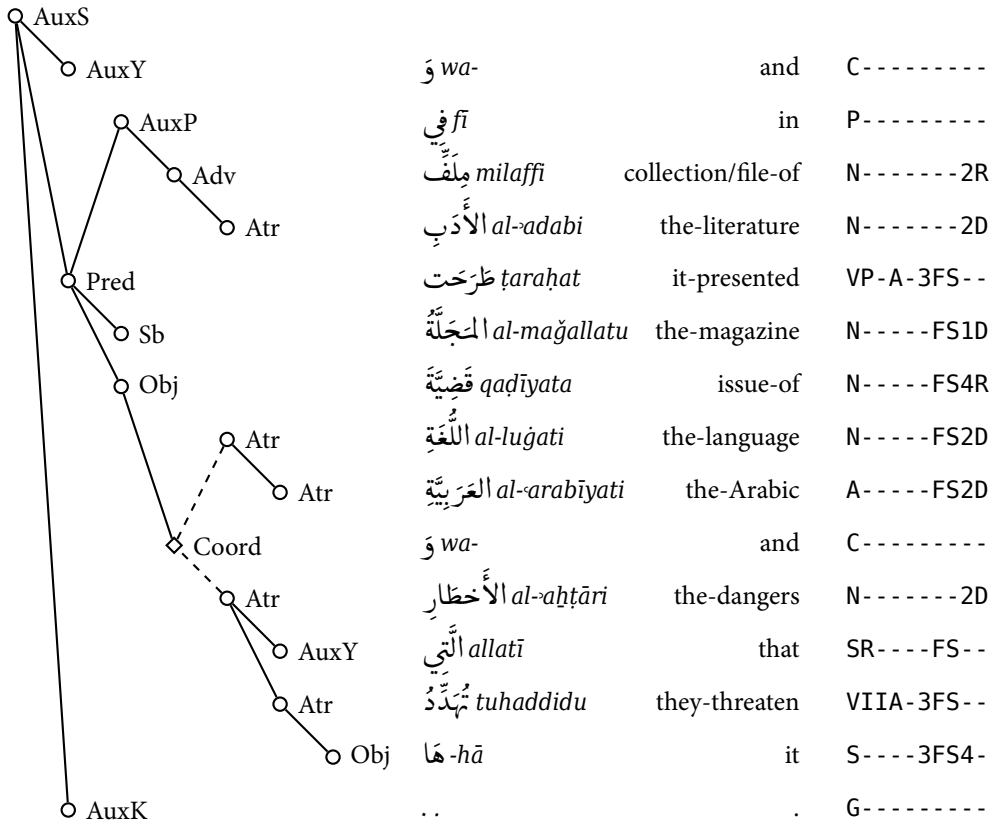 AuxS
AuxY وَ wa- and C---------
AuxP فِي fī in P---------
Adv مِلَفِّ milaffi collection/file-of N-------2R
Atr الأَدَبِ al-ʾadabi the-literature N-------2D
Pred طَرَحَت ṭaraḥat it-presented VP-A-3FS--
Sb المَجَلَّةُ al-maǧallatu the-magazine N-----FS1D
Obj قَضِيَّةَ qaḍīyata issue-of N-----FS4R
Atr اللُّغَةِ al-luġati the-language N-----FS2D
Atr العَرَبِيَّةِ al-ʿarabīyati the-Arabic A-----FS2D
Coord وَ wa- and C---------
Atr الأَخطَارِ al-ʾaḫṭāri the-dangers N-------2D
AuxY الَّتِي allatī that SR----FS--
Atr تُهَدِّدُ tuhaddidu they-threaten VIIA-3FS--
Obj هَا -hā it S----3FS4-
AuxK . . . G---------